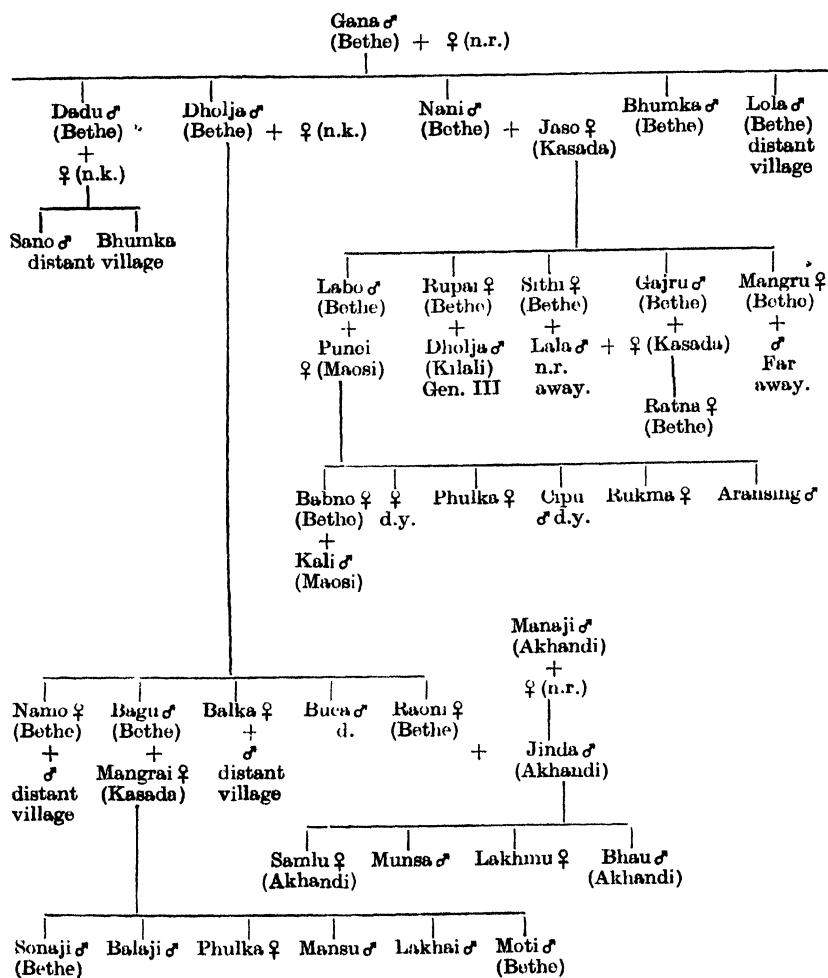 Gana ♂
(Bethe) + ♀ (n.r.)
Dadu ♂ Dholja ♂ Nani ♂ Bhumka ♂ Lola ♂
(Bethe) (Bethe) + ♀ (n.k.) (Bethe) + Jaso ♀ (Bethe) (Bethe)
+ (Kasada) distant
♀ (n.k.) village
Sano ♂ Bhumka
distant village
Labo ♂ Rupai ♀ Sithi ♀ Gajru ♂ Mangru ♀
(Bethe) (Bethe) (Bethe) (Bethe) (Bethe)
+ + + + +
Punoi Dholja ♂ Lala ♂ + ♀ (Kasada) ♂
♀ (Maosi) (Kilali) n.r. Far
Gen. III away. away.
Ratna ♀
(Bethe)
Babno ♀ ♀ Phulka ♀ Cipu Rukma ♀ Aransing ♂
(Bethe) d.y. ♂ d.y.
+
Kali ♂
(Maosi)
Manaji ♂
(Akhandi)
+
♀ (n.r.)
Namo ♀ Bagu ♂ Balka ♀ Buca ♂ Raoni ♀
(Bethe) (Bethe) + d. (Bethe)
+ + ♂ + Jinda ♂
♂ Mangrai ♀ distant (Akhandi)
distant (Kasada) village
village
Samlu ♀ Munsa ♂ Lakhmu ♀ Bhau ♂
(Akhandi) (Akhandi)
Sonaji ♂ Balaji ♂ Phulka ♀ Mansu ♂ Lakhai ♂ Moti ♂
(Bethe) (Bethe)